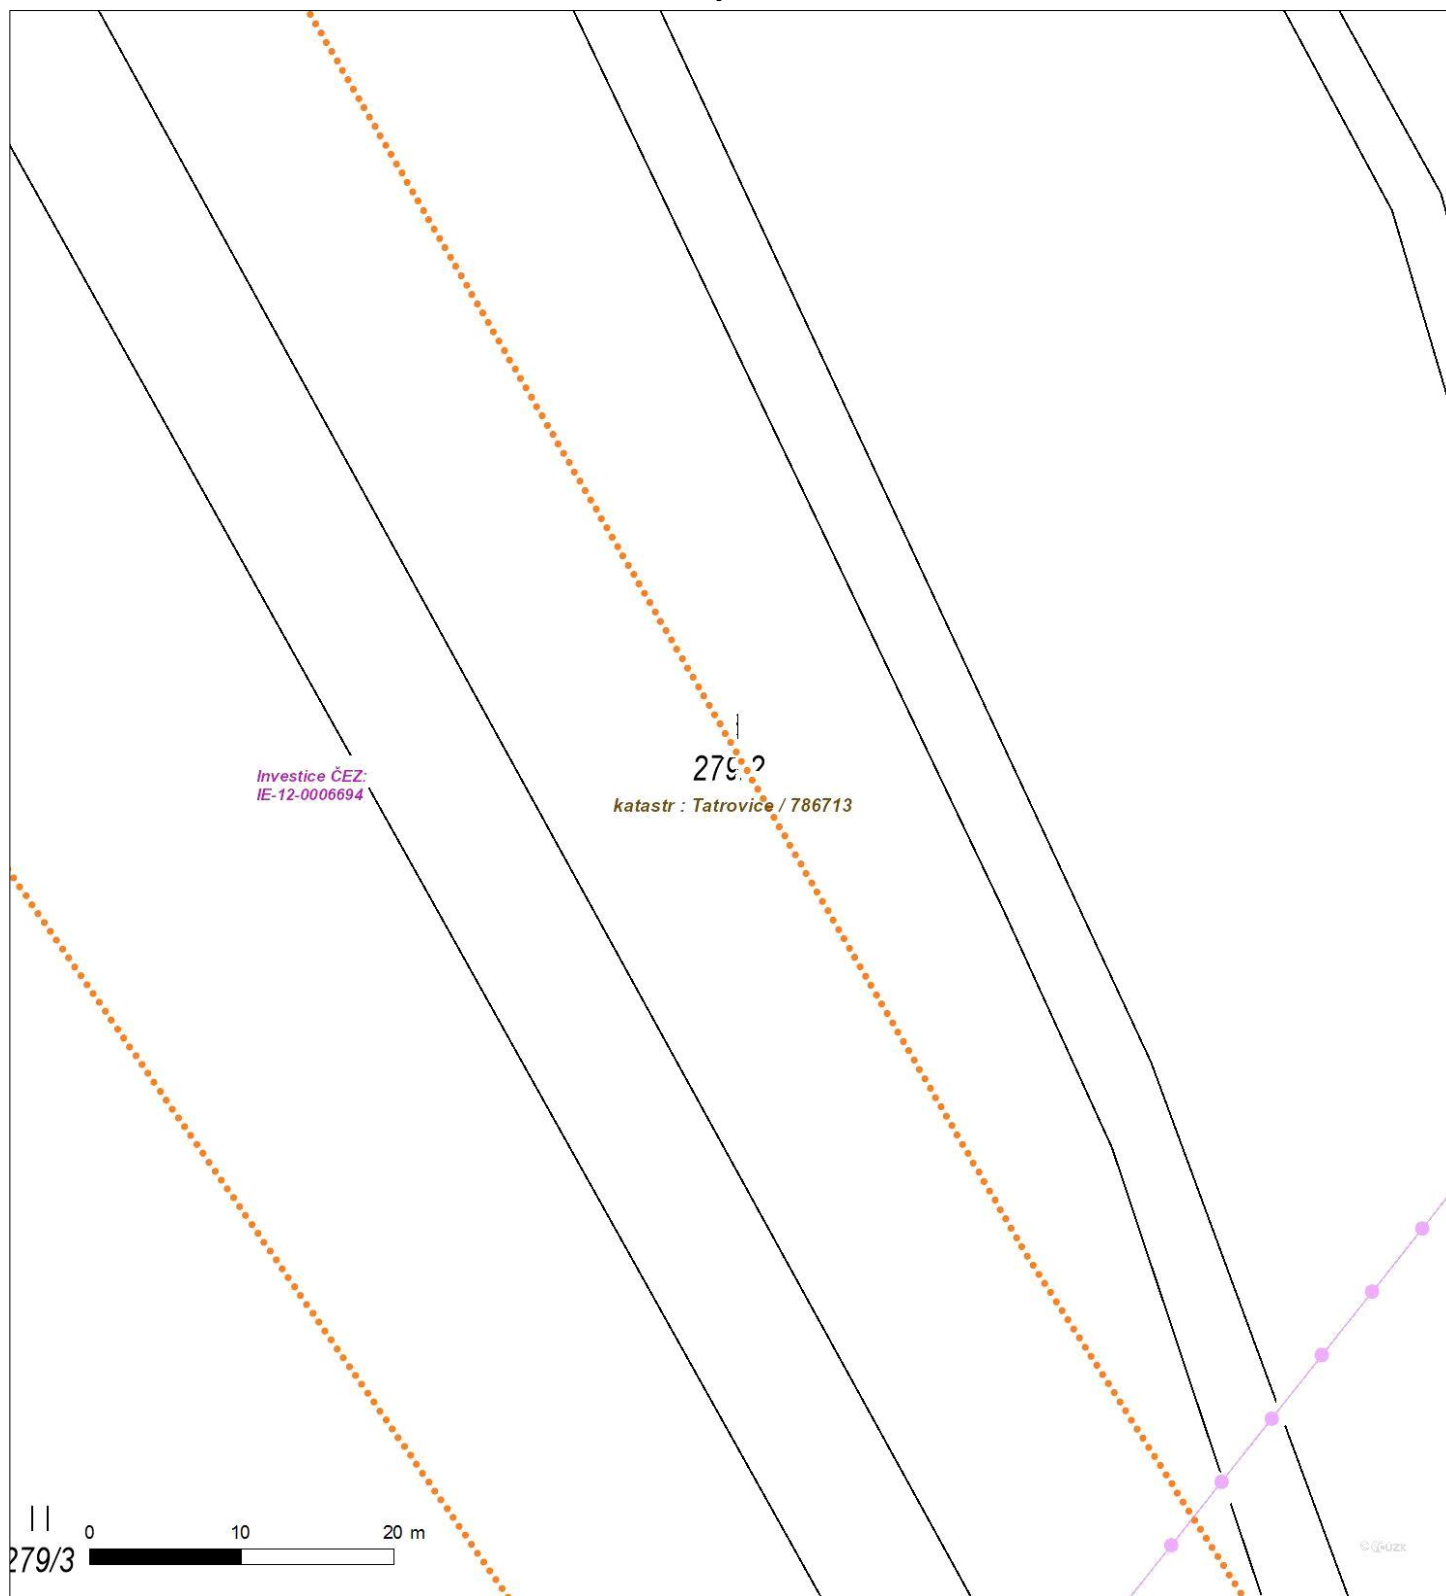 Investice ČEZ:
IE-12-0006694
katastr : Tatrovice / 786713
0 10 20 m
279/3